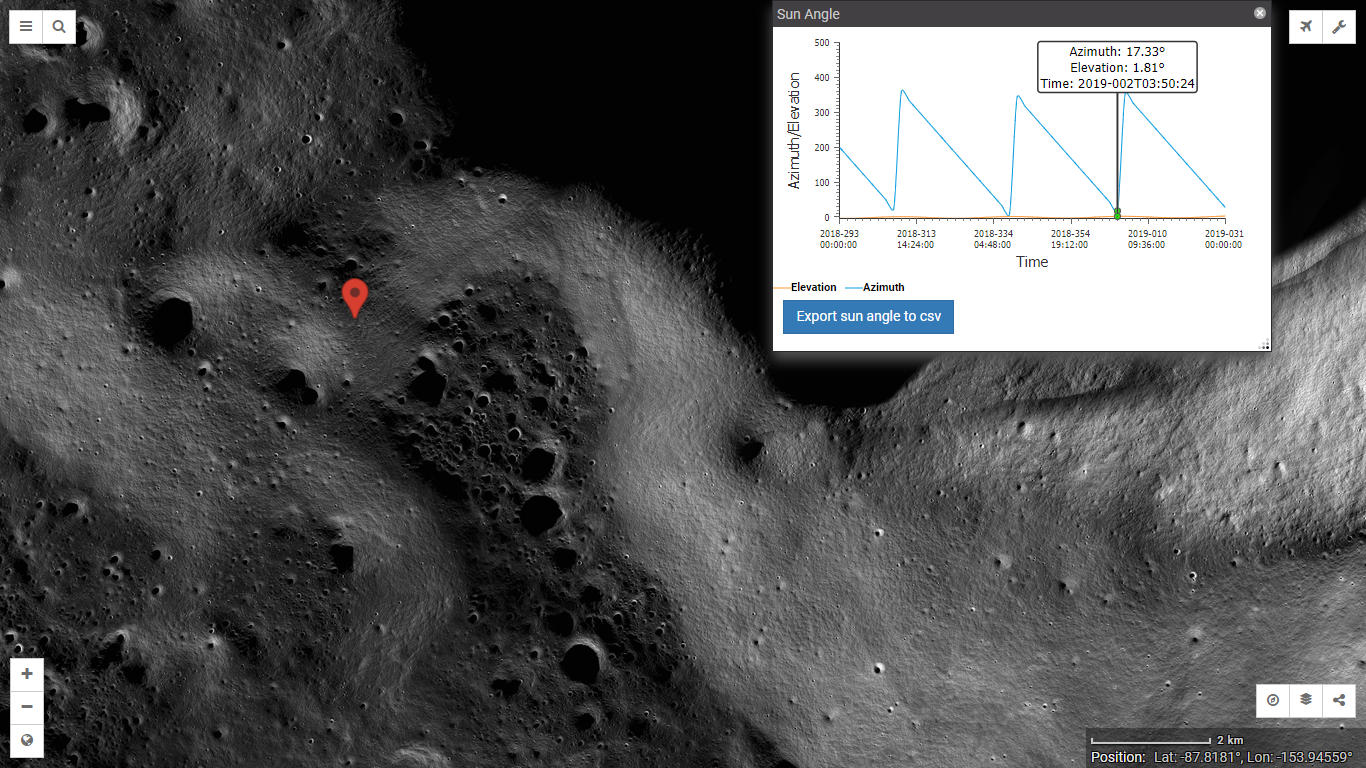 Sun Angle
Azimuth: 17.33°
Elevation: 1.81°
Time: 2019-002T03:50:24
500
400
300
200
100
0
Azimuth/Elevation
2018-293 2018-313 2018-334 2018-354 2019-010 2019-031
00:00:00 14:24:00 04:48:00 19:12:00 09:36:00 00:00:00
Time
Elevation Azimuth
Export sun angle to csv
2 km
Position: Lat: -87.8181°, Lon: -153.94559°